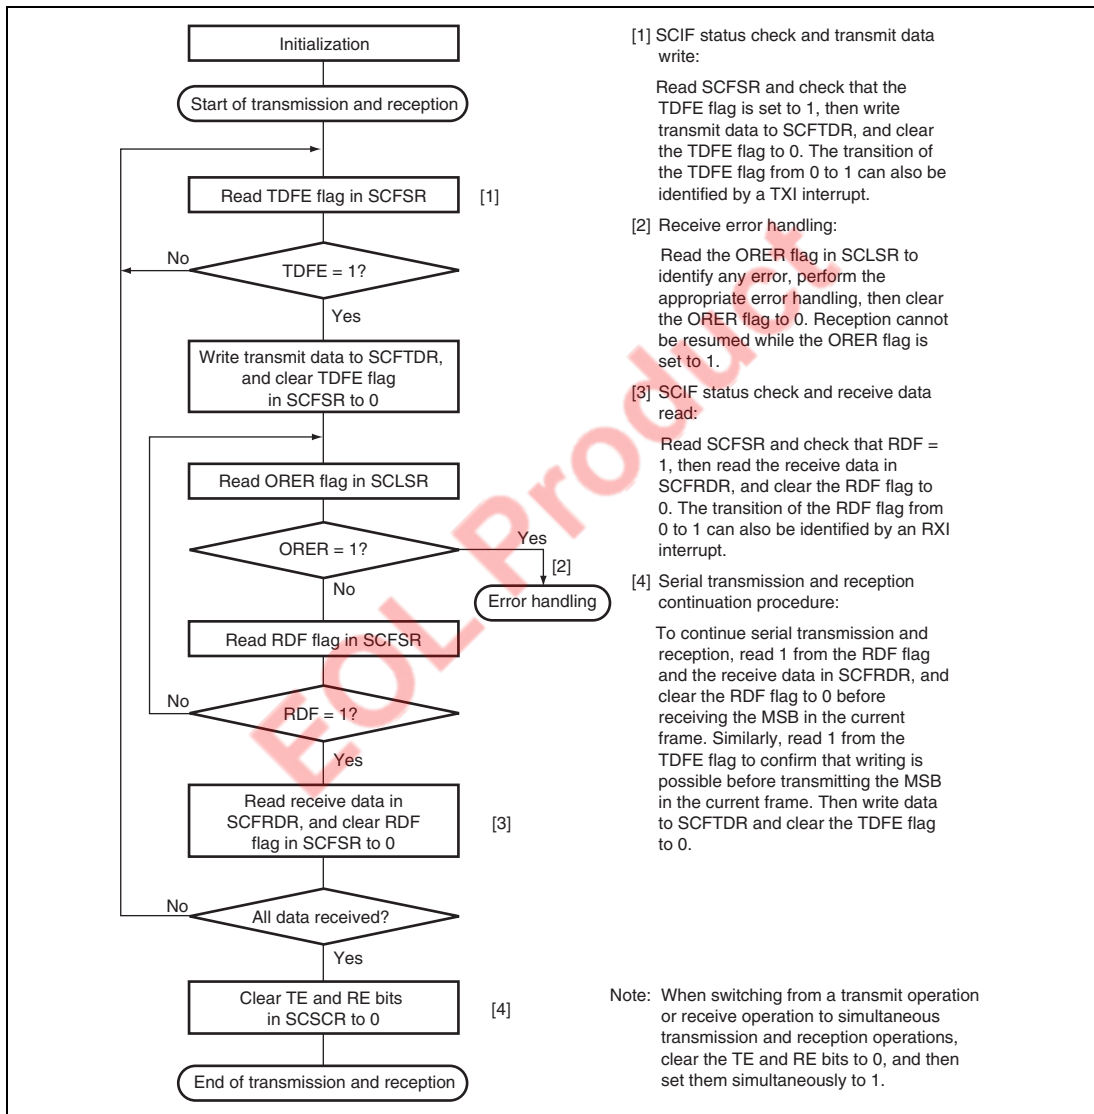 Initialization
Start of transmission and reception
Read TDFE flag in SCFSR
[1]
No
TDFE = 1?
Yes
Write transmit data to SCFTDR,
and clear TDFE flag
in SCFSR to 0
Read ORER flag in SCLSR
ORER = 1?
Yes
[2]
Error handling
No
Read RDF flag in SCFSR
No
RDF = 1?
Yes
Read receive data in
SCFRDR, and clear RDF
flag in SCFSR to 0
[3]
No
All data received?
Yes
Clear TE and RE bits
in SCSCR to 0
[4]
End of transmission and reception
[1] SCIF status check and transmit data
write:
Read SCFSR and check that the
TDFE flag is set to 1, then write
transmit data to SCFTDR, and clear
the TDFE flag to 0. The transition of
the TDFE flag from 0 to 1 can also be
identified by a TXI interrupt.
[2] Receive error handling:
Read the ORER flag in SCLSR to
identify any error, perform the
appropriate error handling, then clear
the ORER flag to 0. Reception cannot
be resumed while the ORER flag is
set to 1.
[3] SCIF status check and receive data
read:
Read SCFSR and check that RDF =
1, then read the receive data in
SCFRDR, and clear the RDF flag to
0. The transition of the RDF flag from
0 to 1 can also be identified by an RXI
interrupt.
[4] Serial transmission and reception
continuation procedure:
To continue serial transmission and
reception, read 1 from the RDF flag
and the receive data in SCFRDR, and
clear the RDF flag to 0 before
receiving the MSB in the current
frame. Similarly, read 1 from the
TDFE flag to confirm that writing is
possible before transmitting the MSB
in the current frame. Then write data
to SCFTDR and clear the TDFE flag
to 0.
Note: When switching from a transmit operation
or receive operation to simultaneous
transmission and reception operations,
clear the TE and RE bits to 0, and then
set them simultaneously to 1.
EOL Product